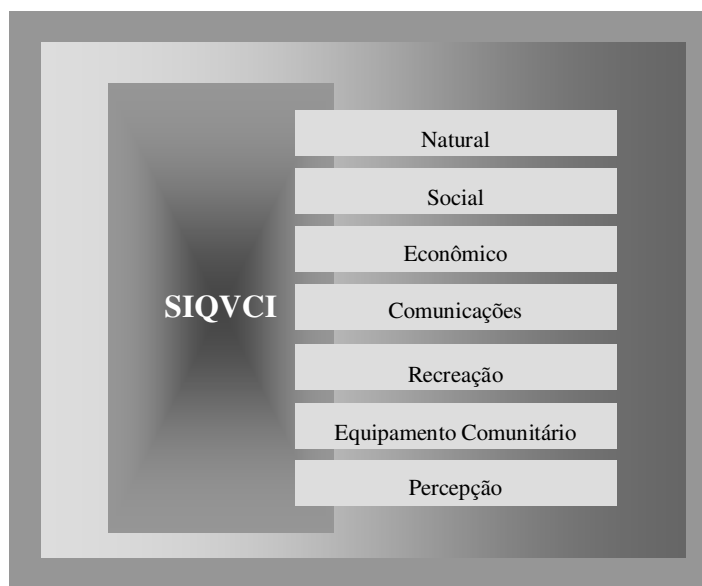 Natural
Social
Econômico
SIQVCI
Comunicações
Recreação
Equipamento Comunitário
Percepção